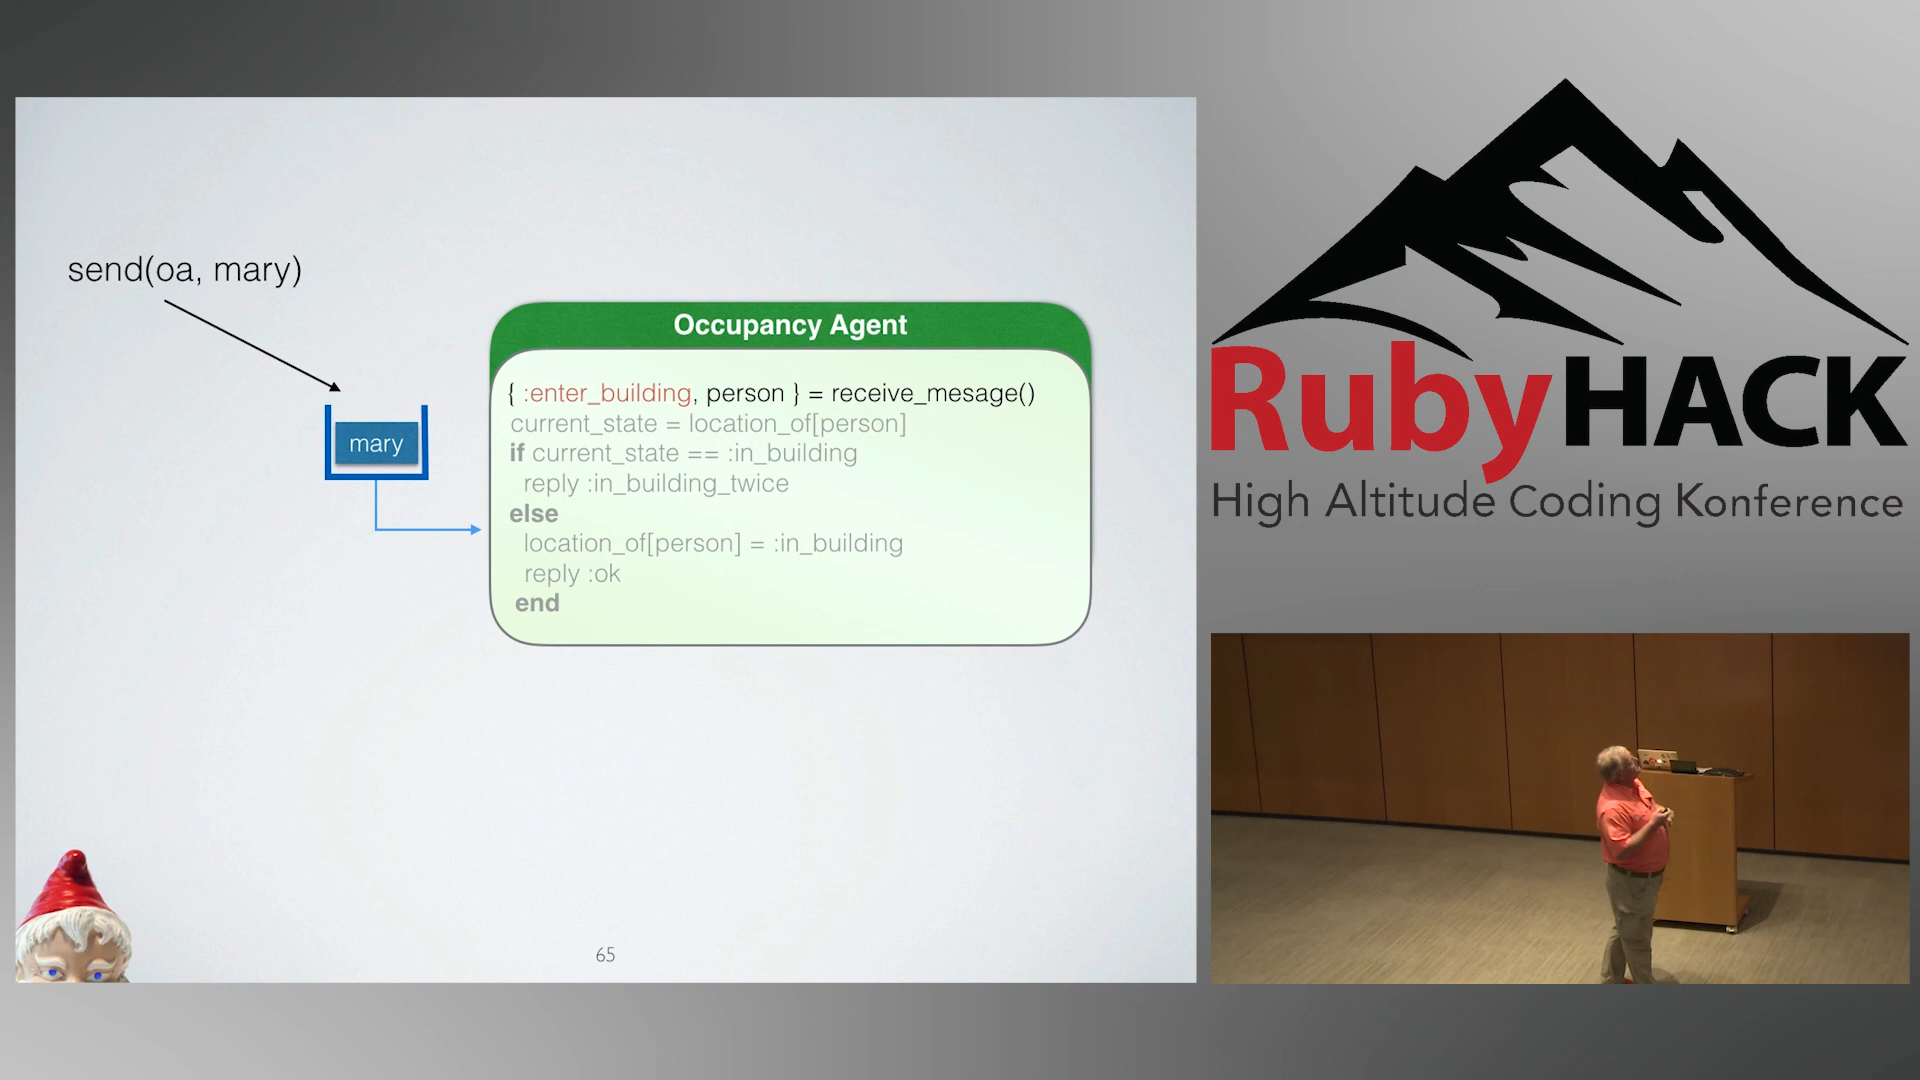 send(oa, mary)
mary
Occupancy Agent
{ :enter_building, person } = receive_mesage()
current_state = location_of[person]
if current_state == :in_building
reply :in_building_twice
else
location_of[person] = :in_building
reply :ok
end
65
RubyHACK
High Altitude Coding Konference